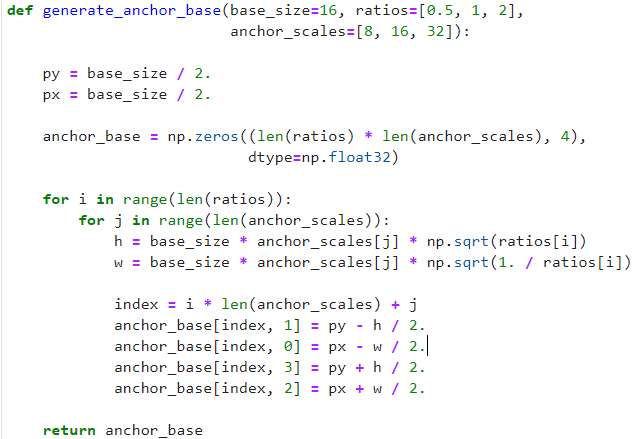 def generate_anchor_base(base_size=16, ratios=[0.5, 1, 2],
                         anchor_scales=[8, 16, 32]):

    py = base_size / 2.
    px = base_size / 2.

    anchor_base = np.zeros((len(ratios) * len(anchor_scales), 4),
                           dtype=np.float32)

    for i in range(len(ratios)):
        for j in range(len(anchor_scales)):
            h = base_size * anchor_scales[j] * np.sqrt(ratios[i])
            w = base_size * anchor_scales[j] * np.sqrt(1. / ratios[i])

            index = i * len(anchor_scales) + j
            anchor_base[index, 1] = py - h / 2.
            anchor_base[index, 0] = px - w / 2.
            anchor_base[index, 3] = py + h / 2.
            anchor_base[index, 2] = px + w / 2.

    return anchor_base